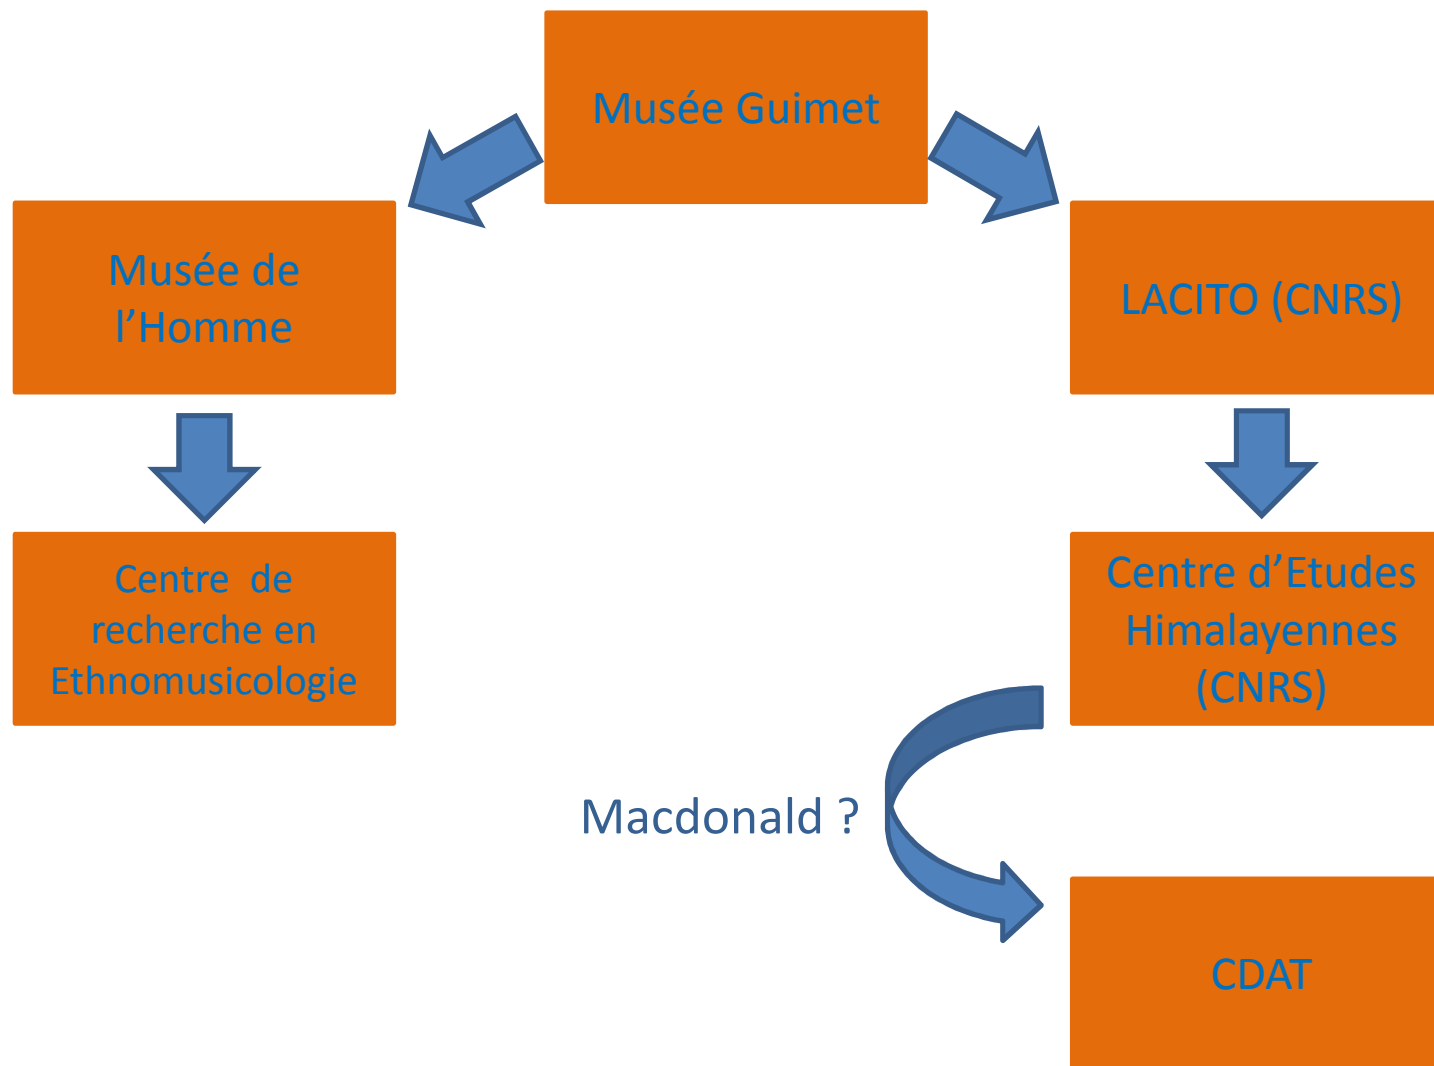 Musée Guimet
Musée de
l’Homme
LACITO (CNRS)
Centre  de
recherche en
Ethnomusicologie
Centre d’Etudes
Himalayennes
(CNRS)
Macdonald ?
CDAT